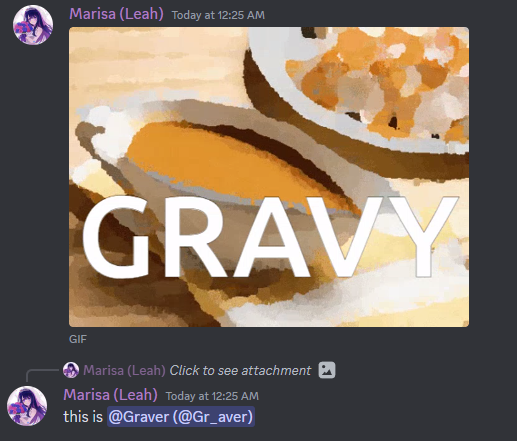 Marisa (Leah) Today at 12:25 AM
GRAVY
GIF
Marisa (Leah) Click to see attachment
Marisa (Leah) Today at 12:25 AM
this is @Graver (@Gr_aver)